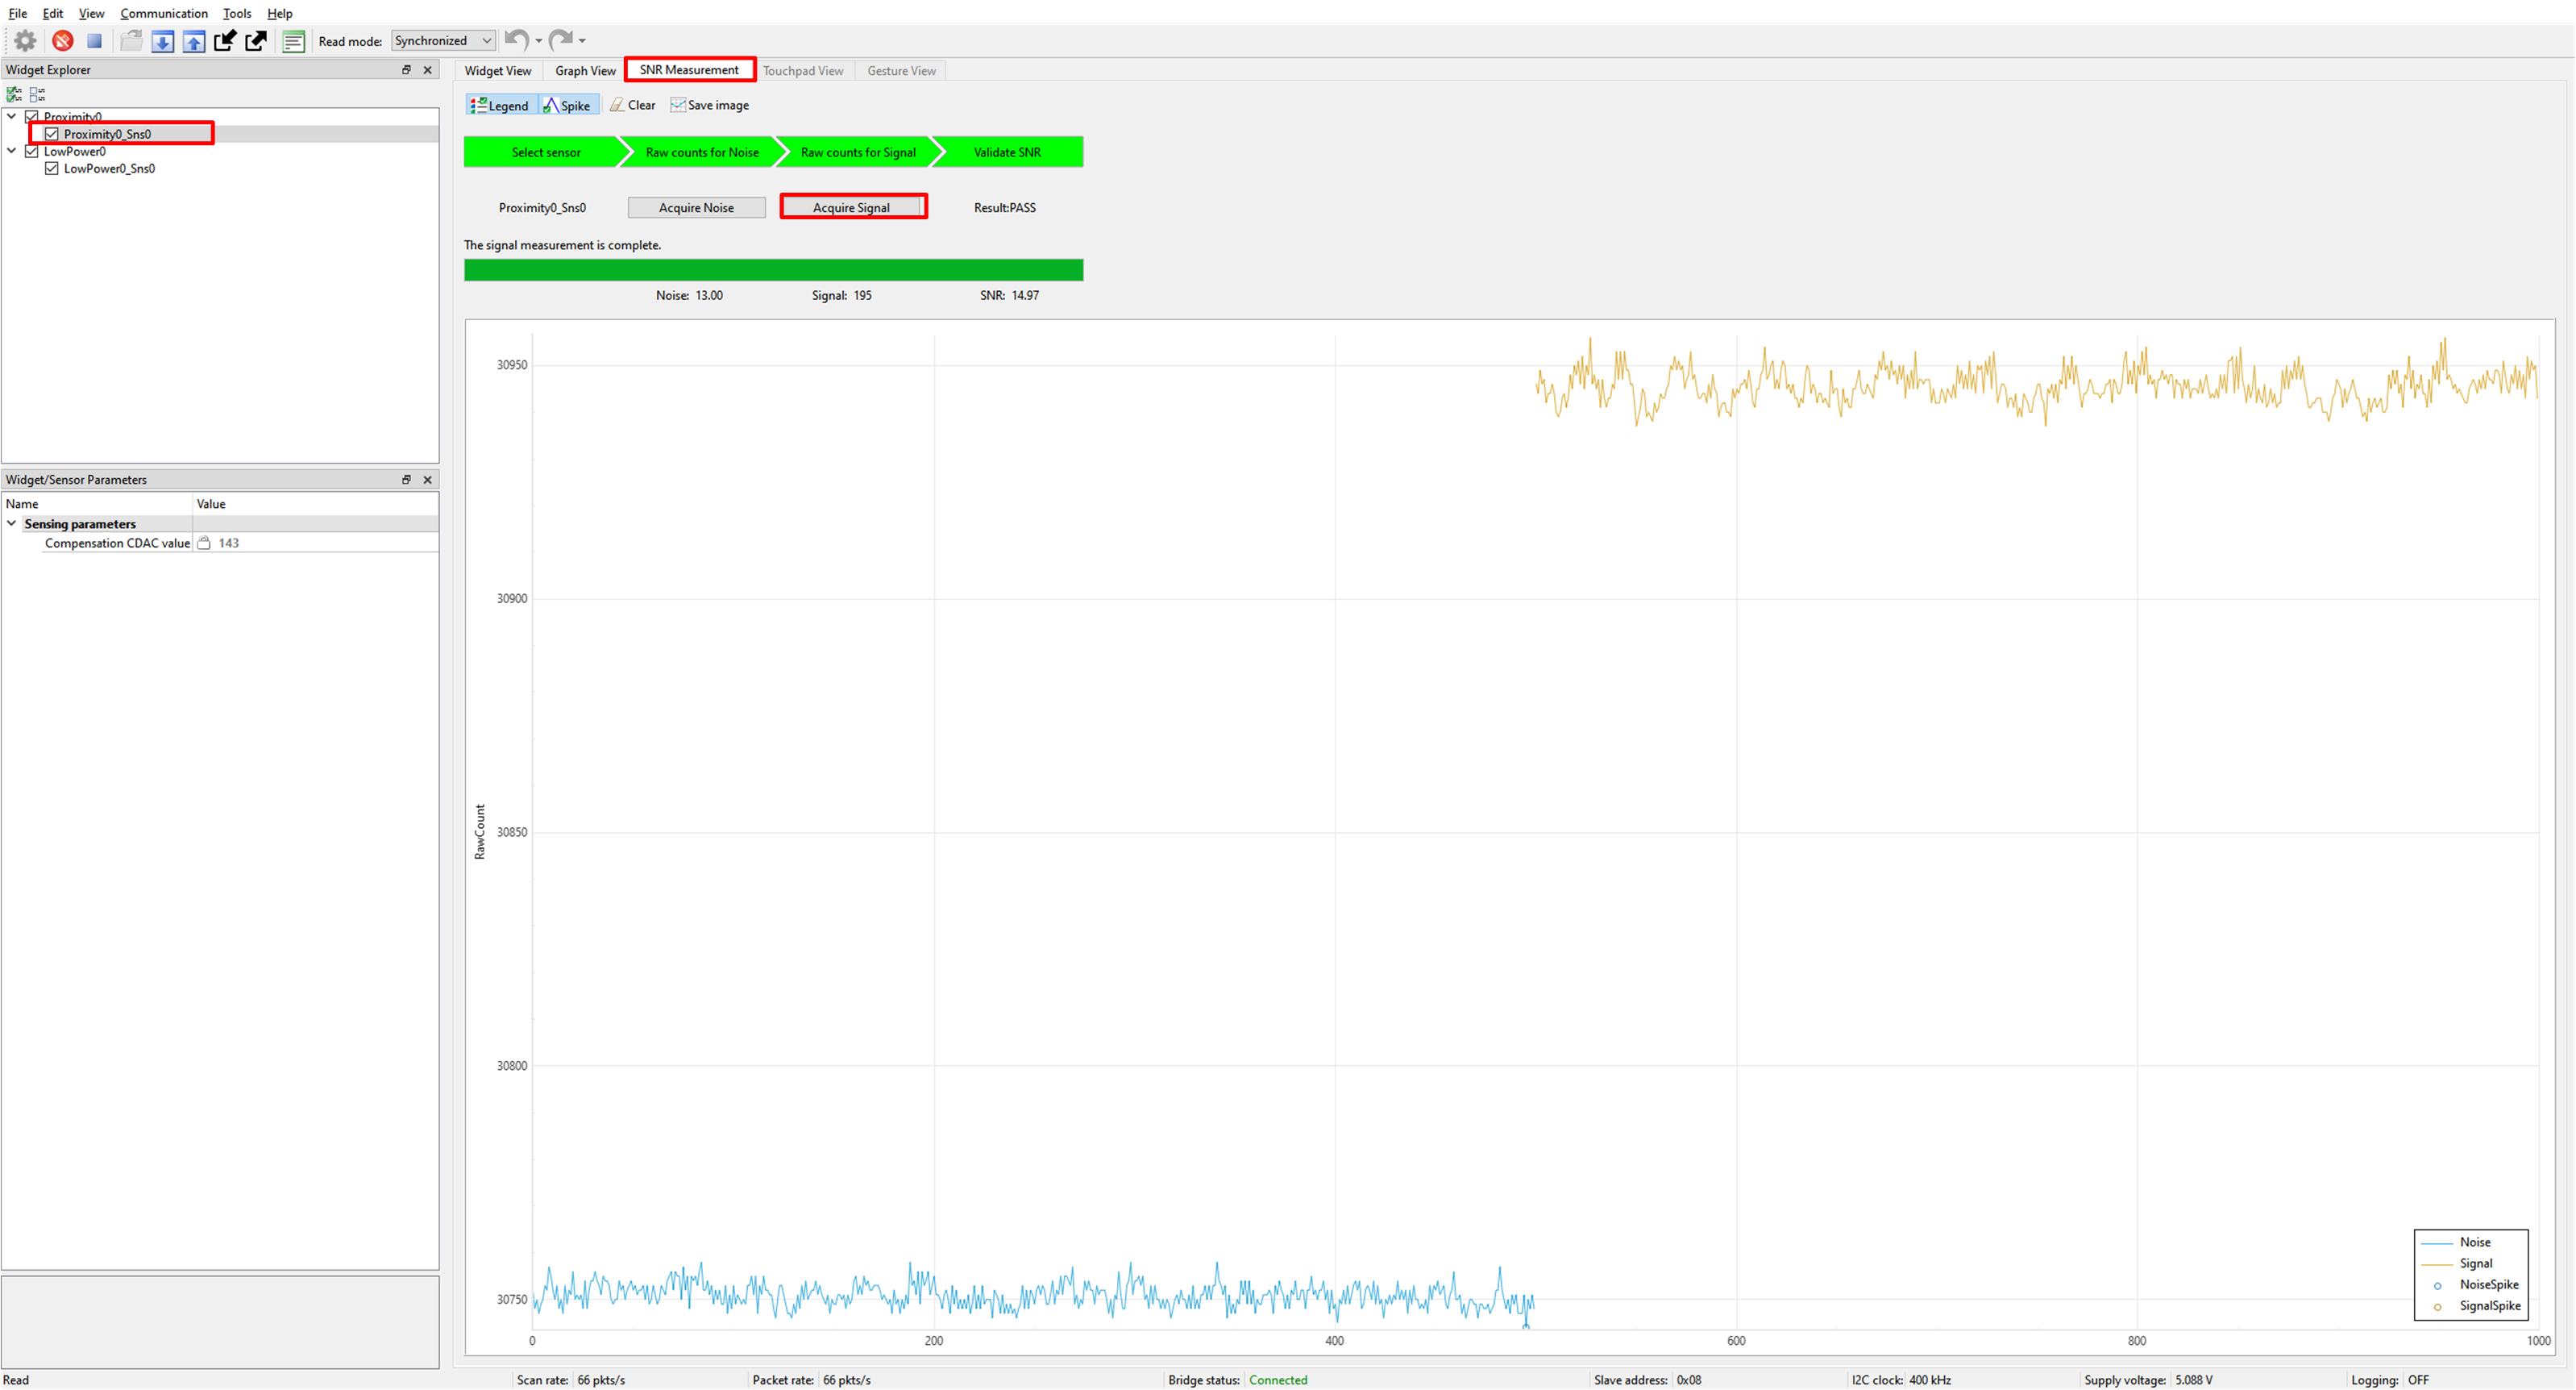 File Edit View Communication Tools Help
Read mode: Synchronized
Widget Explorer
Widget View Graph View SNR Measurement Touchpad View Gesture View
Legend Spike Clear Save image
Proximity0
Proximity0_Sns0
LowPower0
LowPower0_Sns0
Select sensor Raw counts for Noise Raw counts for Signal Validate SNR
Proximity0_Sns0 Acquire Noise Acquire Signal Result:PASS
The signal measurement is complete.
Noise: 13.00 Signal: 195 SNR: 14.97
Widget/Sensor Parameters
Name Value
Sensing parameters
Compensation CDAC value 143
RawCount
30950
30900
30850
30800
30750
0 200 400 600 800 1000
Noise
Signal
NoiseSpike
SignalSpike
Read Scan rate: 66 pkts/s Packet rate: 66 pkts/s Bridge status: Connected Slave address: 0x08 I2C clock: 400 kHz Supply voltage: 5.088 V Logging: OFF